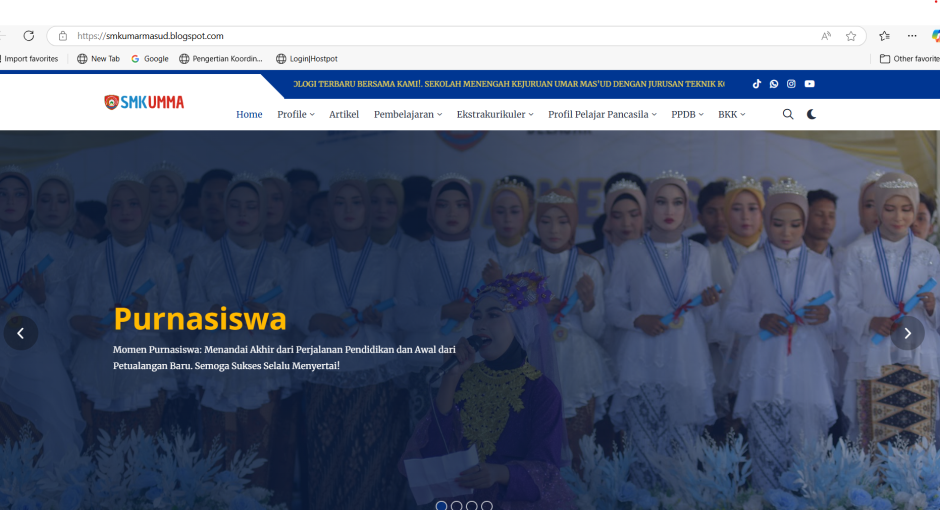 https://smkumarmasud.blogspot.com
Import favorites New Tab Google Pengertian Koordin... Login|Hostpot Other favorite
OLOGI TERBARU BERSAMA KAMI!. SEKOLAH MENENGAH KEJURUAN UMAR MAS'UD DENGAN JURUSAN TEKNIK K
SMKUMMA
Home Profile Artikel Pembelajaran Ekstrakurikuler Profil Pelajar Pancasila PPDB BKK
Purnasiswa
Momen Purnasiswa: Menandai Akhir dari Perjalanan Pendidikan dan Awal dari
Petualangan Baru. Semoga Sukses Selalu Menyertai!